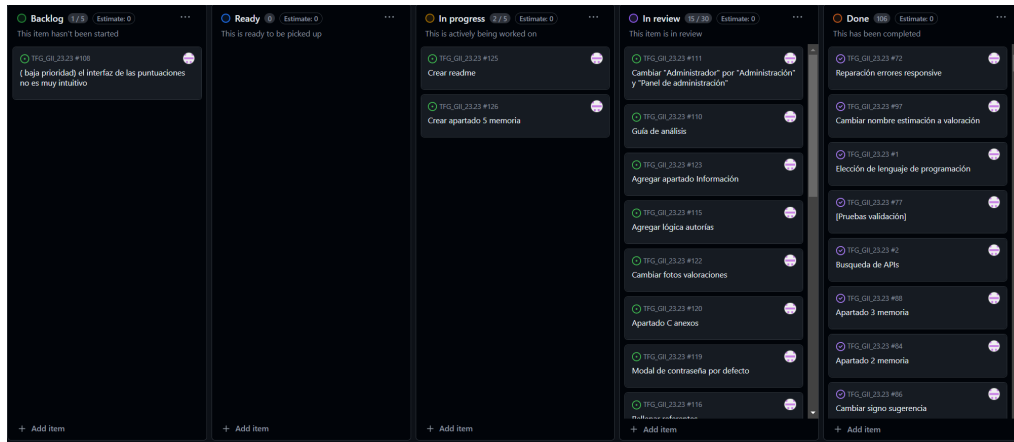 Backlog 1 / 5 Estimate: 0 ...
This item hasn't been started
TFG_GII_23.23 #108
( baja prioridad) el interfaz de las puntuaciones
no es muy intuitivo
+ Add item
Ready 0 Estimate: 0 ...
This is ready to be picked up
+ Add item
In progress 2 / 5 Estimate: 0 ...
This is actively being worked on
TFG_GII_23.23 #125
Crear readme
TFG_GII_23.23 #126
Crear apartado 5 memoria
+ Add item
In review 15 / 30 Estimate: 0 ...
This item is in review
TFG_GII_23.23 #111
Cambiar "Administrador" por "Administración"
y "Panel de administración"
TFG_GII_23.23 #110
Guía de análisis
TFG_GII_23.23 #123
Agregar apartado Información
TFG_GII_23.23 #115
Agregar lógica autorías
TFG_GII_23.23 #122
Cambiar fotos valoraciones
TFG_GII_23.23 #120
Apartado C anexos
TFG_GII_23.23 #119
Modal de contraseña por defecto
TFG_GII_23.23 #116
+ Add item
Done 106 Estimate: 0 ...
This has been completed
TFG_GII_23.23 #72
Reparación errores responsive
TFG_GII_23.23 #97
Cambiar nombre estimación a valoración
TFG_GII_23.23 #1
Elección de lenguaje de programación
TFG_GII_23.23 #77
[Pruebas validación]
TFG_GII_23.23 #2
Busqueda de APIs
TFG_GII_23.23 #88
Apartado 3 memoria
TFG_GII_23.23 #84
Apartado 2 memoria
TFG_GII_23.23 #86
Cambiar signo sugerencia
+ Add item